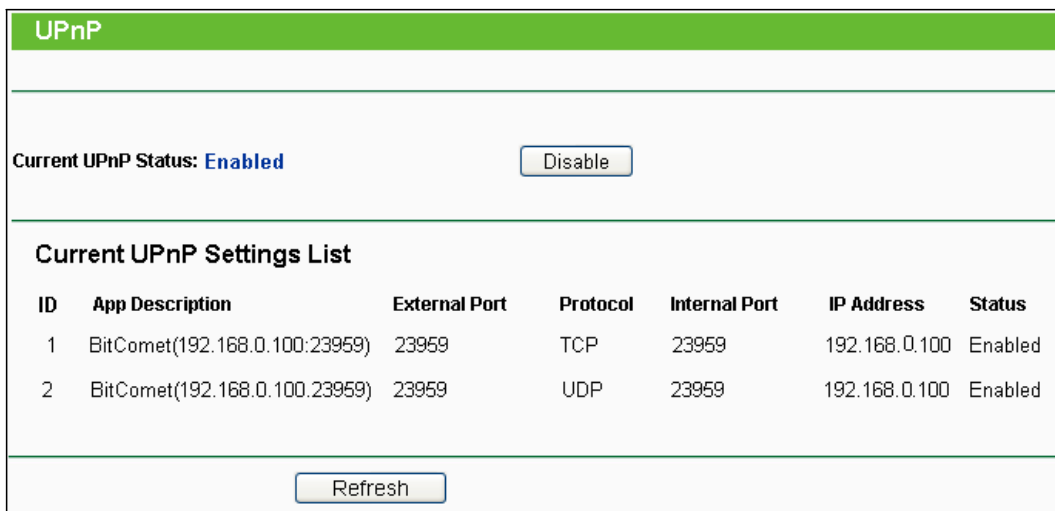 UPnP
Current UPnP Status: Enabled Disable
Current UPnP Settings List
ID App Description External Port Protocol Internal Port IP Address Status
1 BitComet(192.168.0.100:23959) 23959 TCP 23959 192.168.0.100 Enabled
2 BitComet(192.168.0.100.23959) 23959 UDP 23959 192.168.0.100 Enabled
Refresh